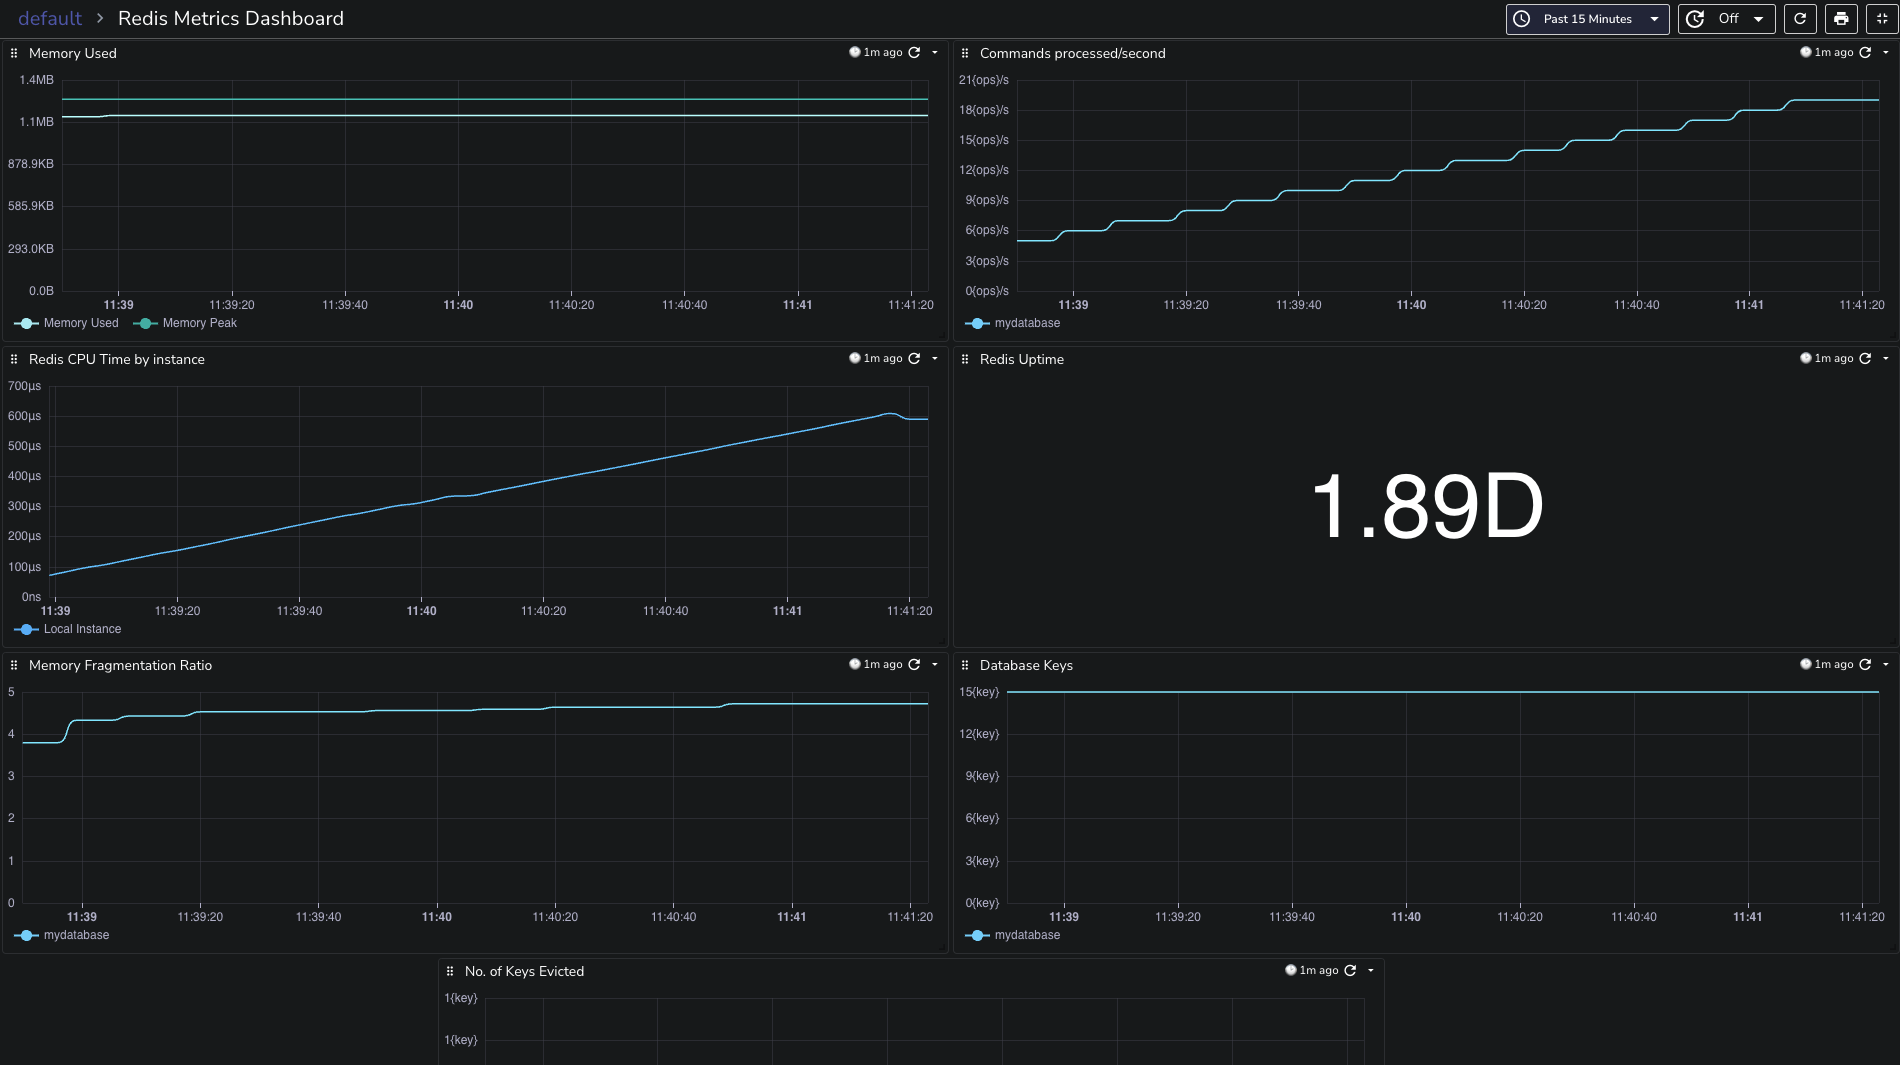 default > Redis Metrics Dashboard
Past 15 Minutes
Off
Memory Used
1m ago
1.4MB
1.1MB
878.9KB
585.9KB
293.0KB
0.0B
11:39 11:39:20 11:39:40 11:40 11:40:20 11:40:40 11:41 11:41:20
Memory Used Memory Peak
Commands processed/second
1m ago
21{ops}/s
18{ops}/s
15{ops}/s
12{ops}/s
9{ops}/s
6{ops}/s
3{ops}/s
0{ops}/s
11:39 11:39:20 11:39:40 11:40 11:40:20 11:40:40 11:41 11:41:20
mydatabase
Redis CPU Time by instance
1m ago
700µs
600µs
500µs
400µs
300µs
200µs
100µs
0ns
11:39 11:39:20 11:39:40 11:40 11:40:20 11:40:40 11:41 11:41:20
Local Instance
Redis Uptime
1m ago
1.89D
Memory Fragmentation Ratio
1m ago
5
4
3
2
1
0
11:39 11:39:20 11:39:40 11:40 11:40:20 11:40:40 11:41 11:41:20
mydatabase
Database Keys
1m ago
15{key}
12{key}
9{key}
6{key}
3{key}
0{key}
11:39 11:39:20 11:39:40 11:40 11:40:20 11:40:40 11:41 11:41:20
mydatabase
No. of Keys Evicted
1m ago
1{key}
1{key}